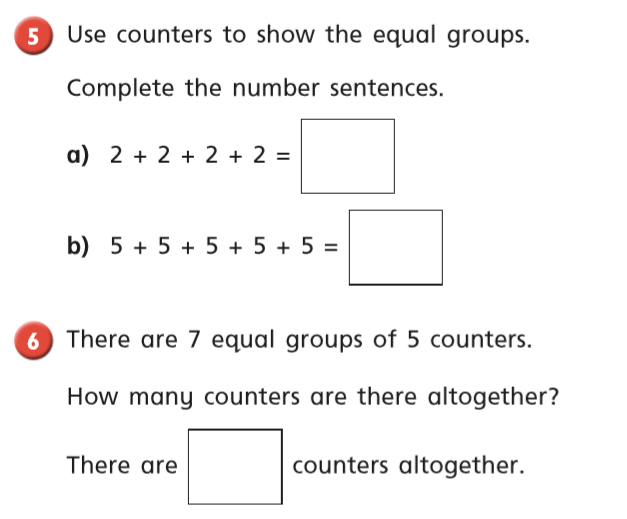 5 Use counters to show the equal groups.
Complete the number sentences.
a) 2 + 2 + 2 + 2 =
b) 5 + 5 + 5 + 5 + 5 =
6 There are 7 equal groups of 5 counters.
How many counters are there altogether?
There are counters altogether.